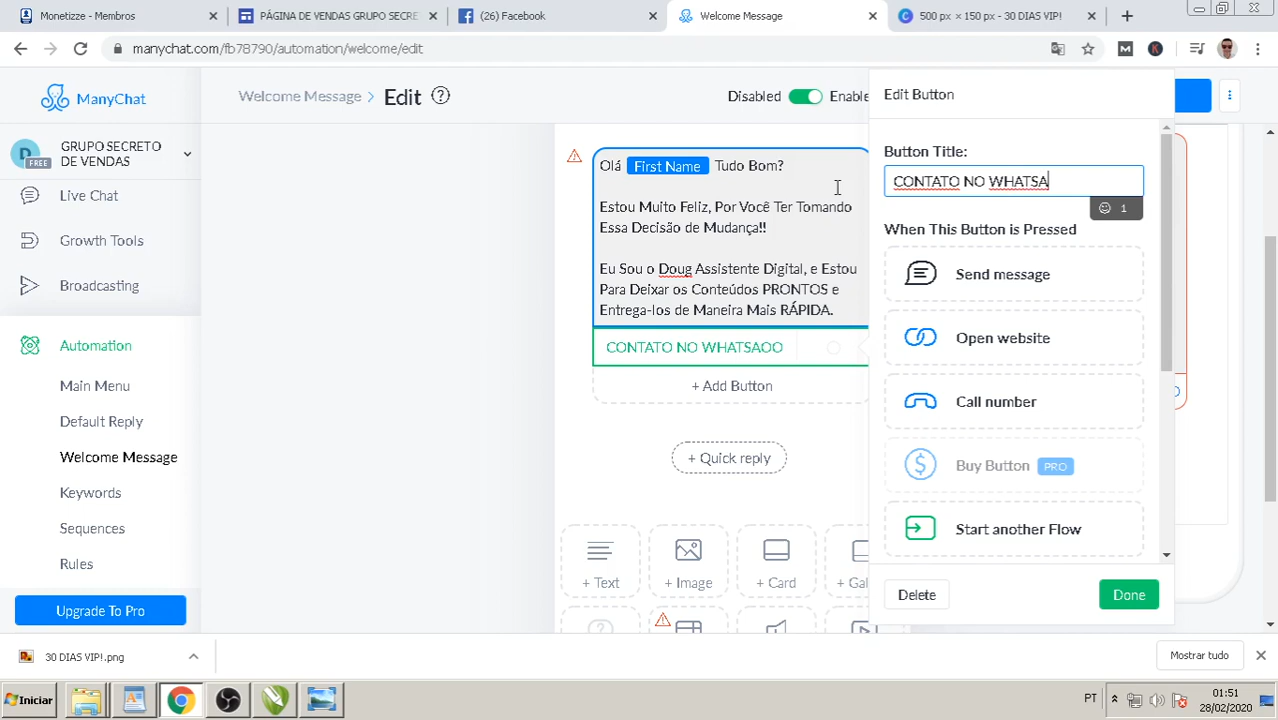 Monetizze - Membros
PÁGINA DE VENDAS GRUPO SECRE
(26) Facebook
Welcome Message
500 px × 150 px - 30 DIAS VIP!
manychat.com/fb78790/automation/welcome/edit
ManyChat
Welcome Message
Edit
Disabled
Enable
GRUPO SECRETO
DE VENDAS
FREE
Live Chat
Growth Tools
Broadcasting
Automation
Main Menu
Default Reply
Welcome Message
Keywords
Sequences
Rules
Upgrade To Pro
Olá First Name Tudo Bom?
Estou Muito Feliz, Por Você Ter Tomando
Essa Decisão de Mudança!!
Eu Sou o Doug Assistente Digital, e Estou
Para Deixar os Conteúdos PRONTOS e
Entrega-los de Maneira Mais RÁPIDA.
CONTATO NO WHATSAOO
+ Add Button
+ Quick reply
+ Text
+ Image
+ Card
+ Gal
Edit Button
Button Title:
CONTATO NO WHATSA
1
When This Button is Pressed
Send message
Open website
Call number
Buy Button PRO
Start another Flow
Delete
Done
30 DIAS VIP!.png
Mostrar tudo
Iniciar
PT
01:51
28/02/2020